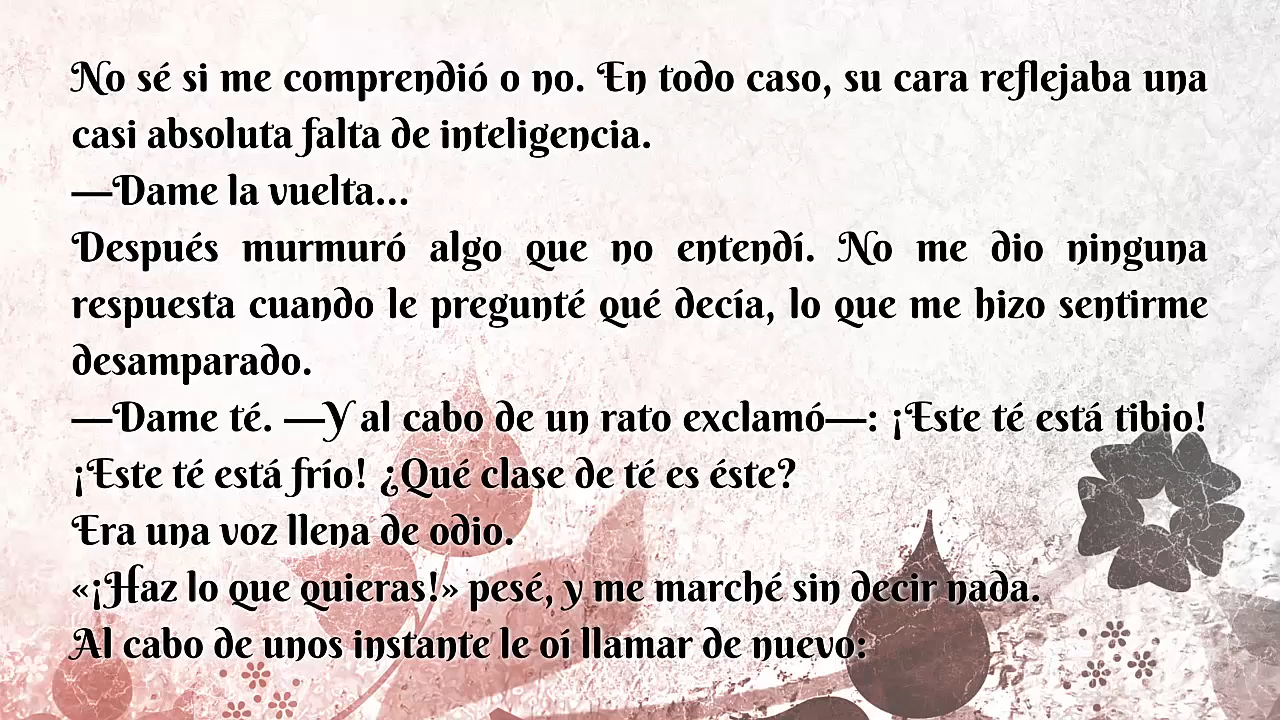 No sé si me comprendió o no. En todo caso, su cara reflejaba una
casi absoluta falta de inteligencia.
—Dame la vuelta...
Después murmuró algo que no entendí. No me dio ninguna
respuesta cuando le pregunté qué decía, lo que me hizo sentirme
desamparado.
—Dame té. —Y al cabo de un rato exclamó—: ¡Este té está tibio!
¡Este té está frío! ¿Qué clase de té es éste?
Era una voz llena de odio.
«¡Haz lo que quieras!» pesé, y me marché sin decir nada.
Al cabo de unos instante le oí llamar de nuevo: